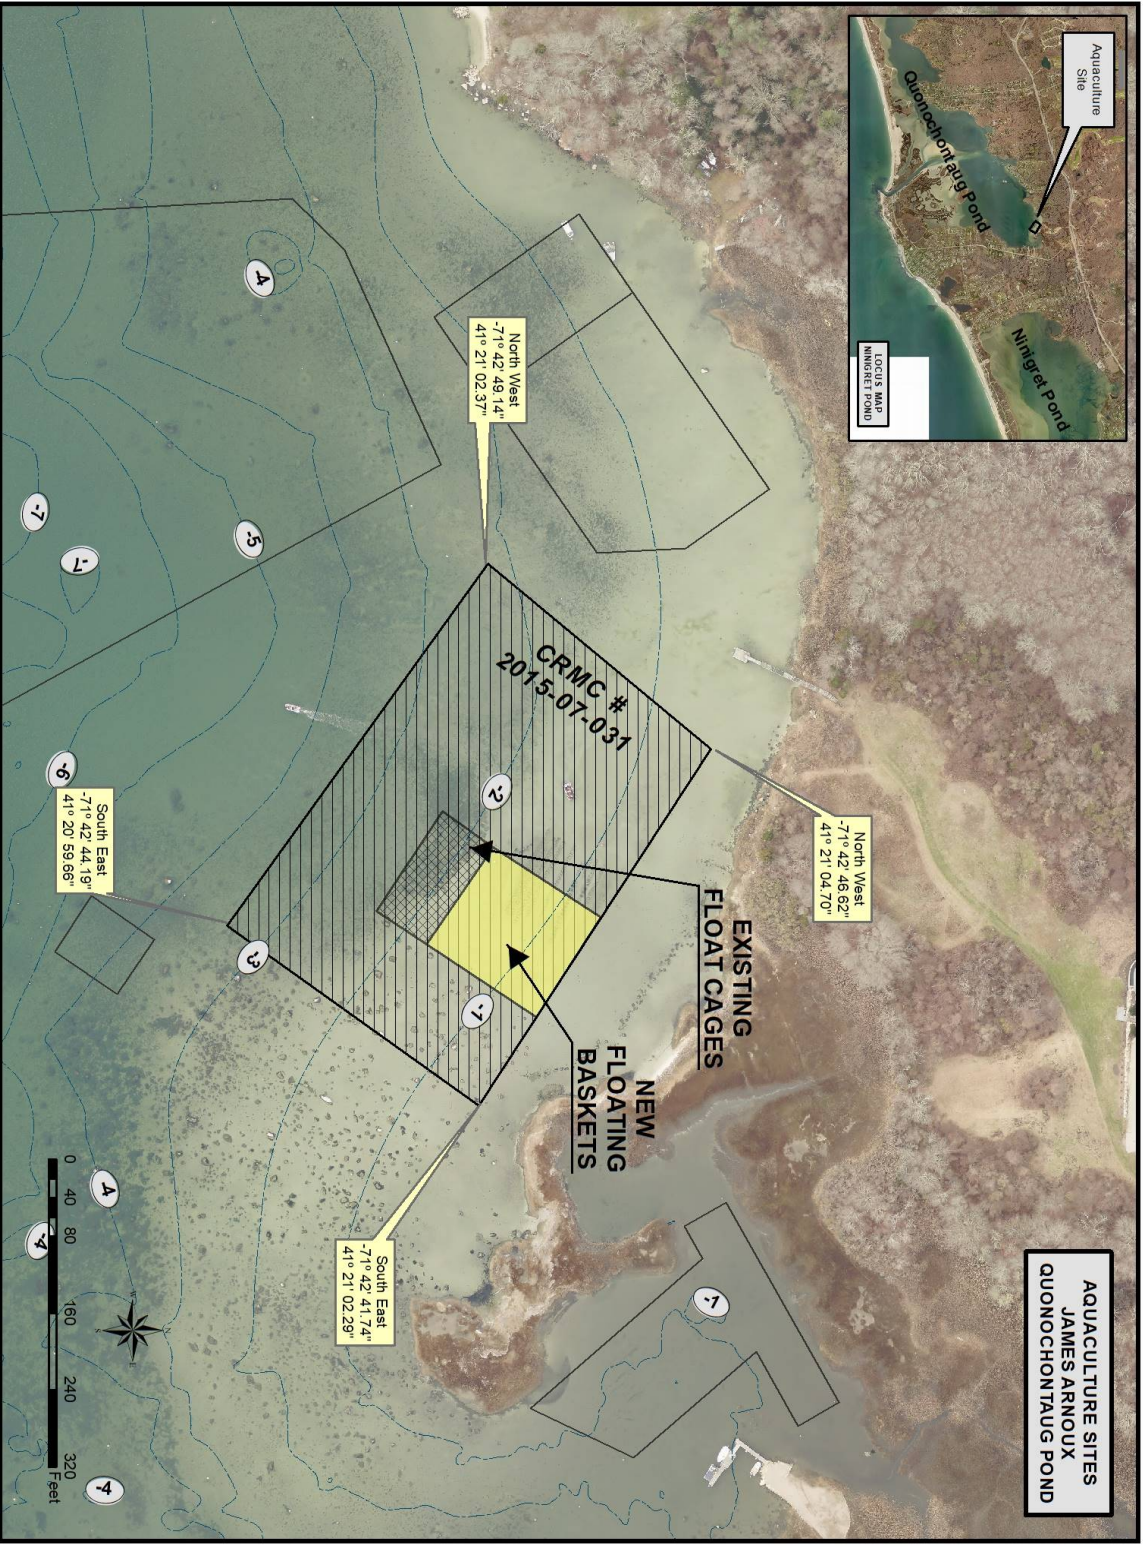 AQUACULTURE SITES
JAMES ARNOUX
QUONOCHONTAUG POND
Aquaculture
Site
Quonochontaug Pond
Ninigret Pond
LOCUS MAP
NINIGRET POND
North West
-71° 42' 46.62"
41° 21' 04.70"
North West
-71° 42' 49.14"
41° 21' 02.37"
CRMC #
2015-07-031
EXISTING
FLOAT CAGES
NEW
FLOATING
BASKETS
South East
-71° 42' 41.74"
41° 21' 02.29"
South East
-71° 42' 44.19"
41° 20' 59.66"
-4
-5
-7
-7
-6
-2
-1
-3
-1
-4
-4
-4
0 40 80 160 240 320
Feet
N
W
E
S